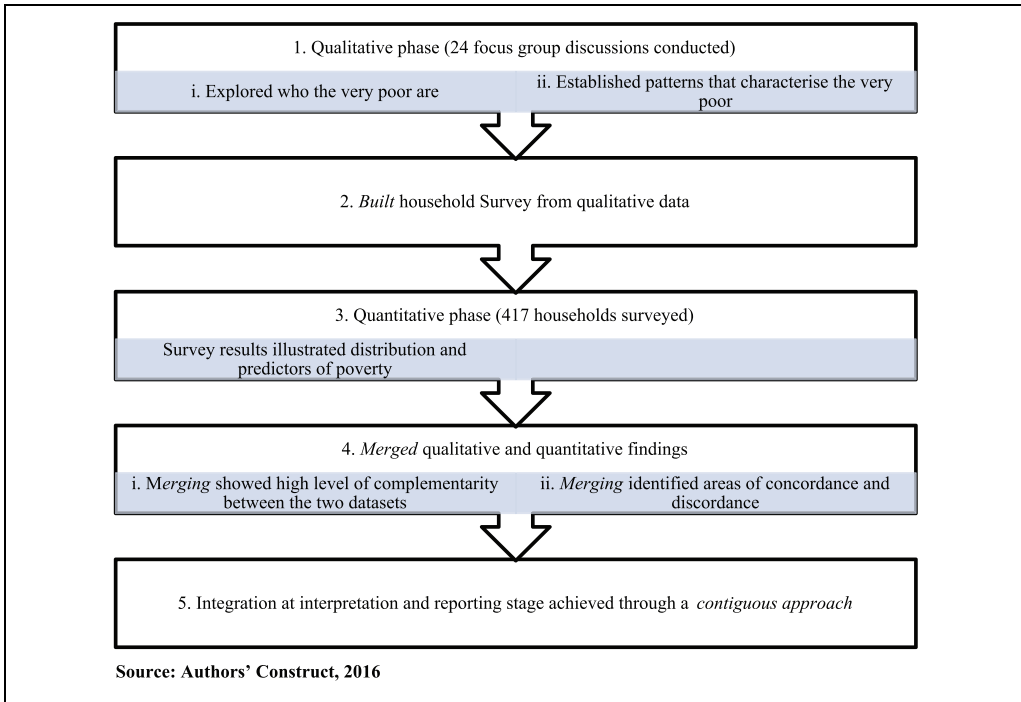 1. Qualitative phase (24 focus group discussions conducted)
i. Explored who the very poor are
ii. Established patterns that characterise the very
poor
2. Built household Survey from qualitative data
3. Quantitative phase (417 households surveyed)
Survey results illustrated distribution and
predictors of poverty
4. Merged qualitative and quantitative findings
i. Merging showed high level of complementarity
between the two datasets
ii. Merging identified areas of concordance and
discordance
5. Integration at interpretation and reporting stage achieved through a contiguous approach
Source: Authors’ Construct, 2016